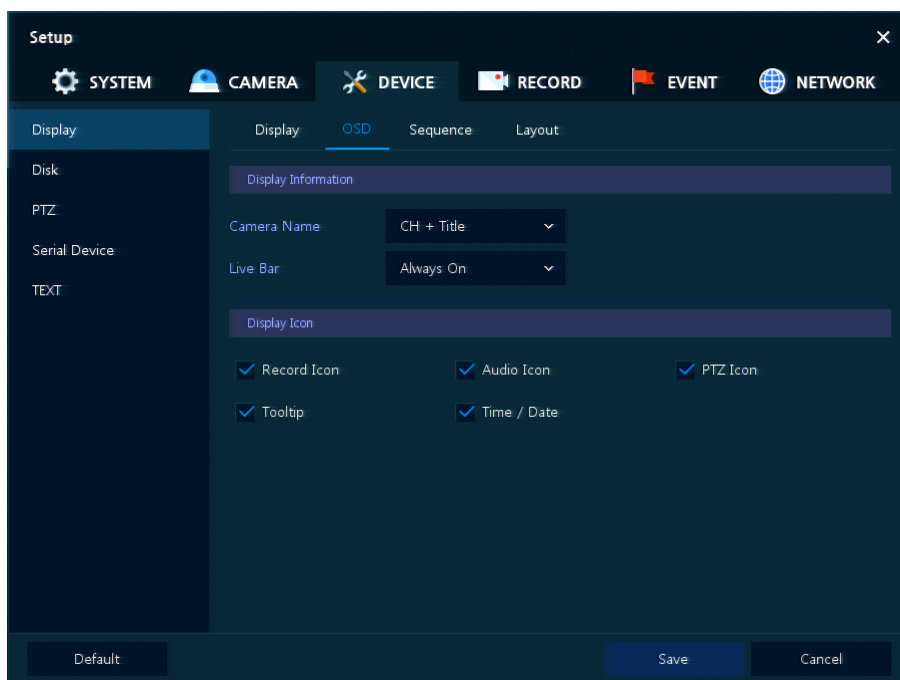 Setup
SYSTEM CAMERA DEVICE RECORD EVENT NETWORK
Display
Disk
PTZ
Serial Device
TEXT
Display OSD Sequence Layout
Display Information
Camera Name CH + Title
Live Bar Always On
Display Icon
Record Icon Audio Icon PTZ Icon
Tooltip Time / Date
Default Save Cancel